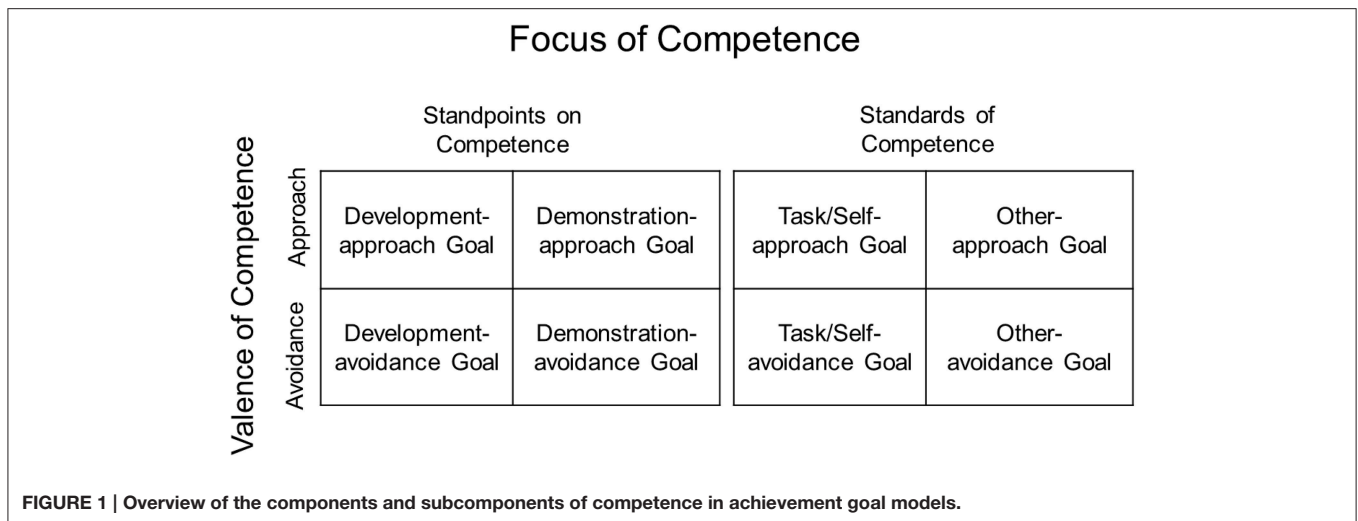 Focus of Competence
Standpoints on
Competence
Standards of
Competence
Valence of Competence
Approach
Development-
approach Goal
Demonstration-
approach Goal
Task/Self-
approach Goal
Other-
approach Goal
Avoidance
Development-
avoidance Goal
Demonstration-
avoidance Goal
Task/Self-
avoidance Goal
Other-
avoidance Goal
FIGURE 1 | Overview of the components and subcomponents of competence in achievement goal models.